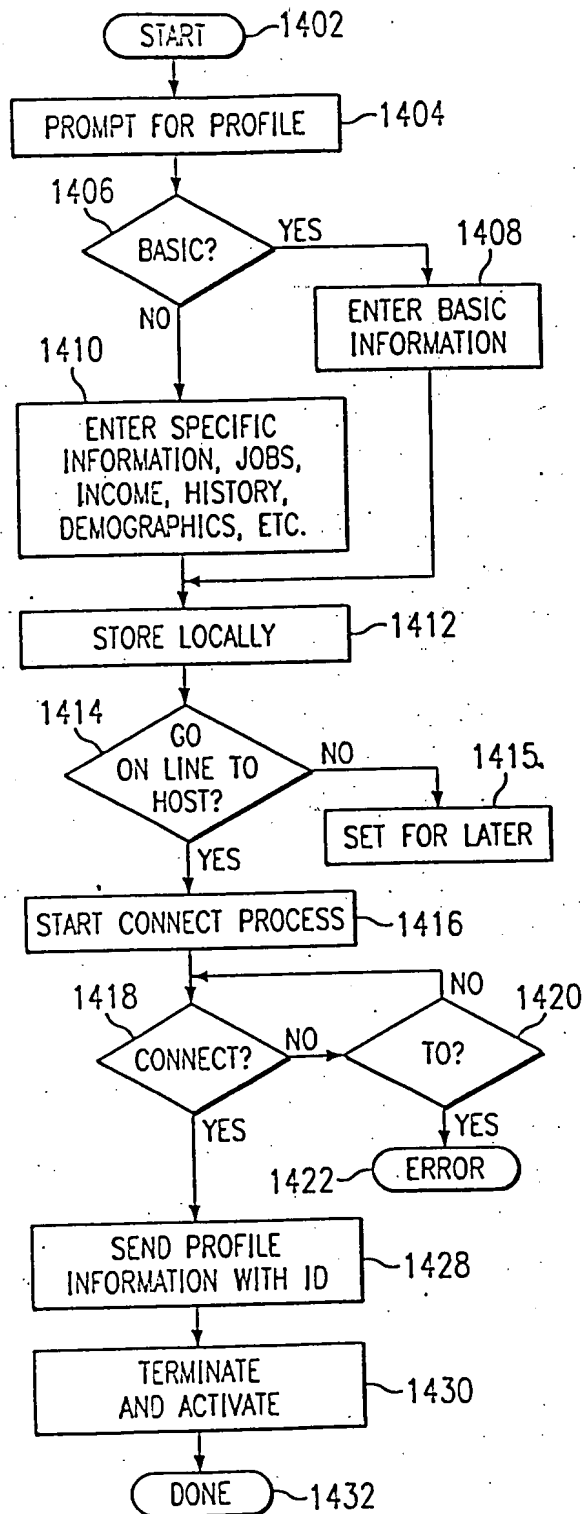 START
1402
PROMPT FOR PROFILE
1404
1406
BASIC?
YES
NO
1408
ENTER BASIC
INFORMATION
1410
ENTER SPECIFIC
INFORMATION, JOBS,
INCOME, HISTORY,
DEMOGRAPHICS, ETC.
STORE LOCALLY
1412
1414
GO
ON LINE TO
HOST?
NO
YES
1415
SET FOR LATER
START CONNECT PROCESS
1416
1418
CONNECT?
NO
YES
NO
1420
TO?
YES
1422
ERROR
SEND PROFILE
INFORMATION WITH ID
1428
TERMINATE
AND ACTIVATE
1430
DONE
1432